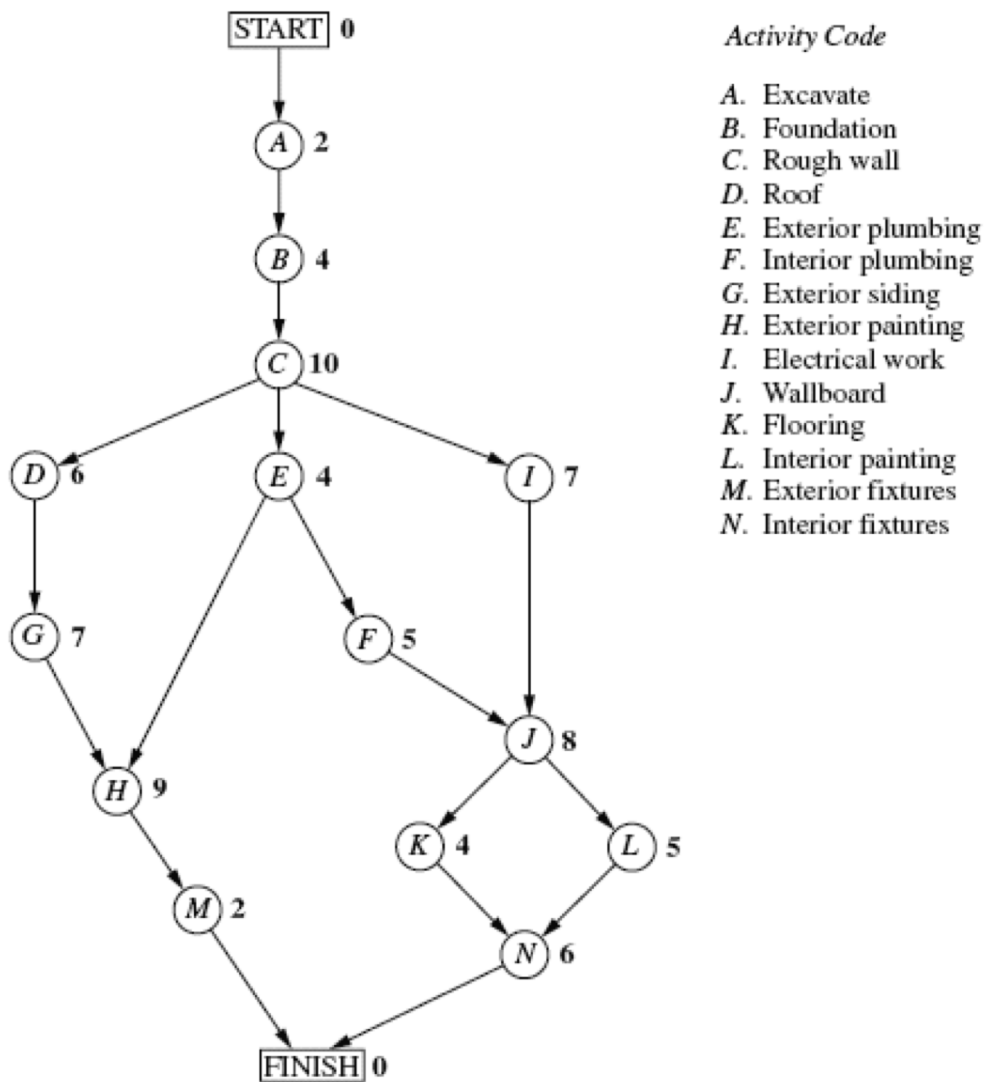 START 0
Activity Code
A 2
A. Excavate
B. Foundation
C. Rough wall
D. Roof
E. Exterior plumbing
F. Interior plumbing
G. Exterior siding
H. Exterior painting
I. Electrical work
J. Wallboard
K. Flooring
L. Interior painting
M. Exterior fixtures
N. Interior fixtures
B 4
C 10
D 6
E 4
I 7
G 7
F 5
J 8
H 9
K 4
L 5
M 2
N 6
FINISH 0